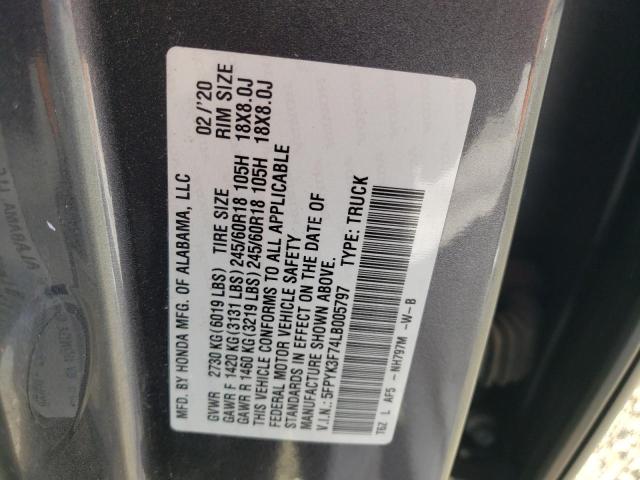 MFD. BY HONDA MFG. OF ALABAMA, LLC 02/'20
GVWR 2730 KG (6019 LBS) TIRE SIZE RIM SIZE
GAWR F 1420 KG (3131 LBS) 245/60R18 105H 18X8.0J
GAWR R 1460 KG (3219 LBS) 245/60R18 105H 18X8.0J
THIS VEHICLE CONFORMS TO ALL APPLICABLE
FEDERAL MOTOR VEHICLE SAFETY
STANDARDS IN EFFECT ON THE DATE OF
MANUFACTURE SHOWN ABOVE.
V.I.N.: 5FPYK3F74LB005797 TYPE: TRUCK
T6Z L AF5 - NH797M -W-B
ALABAMA